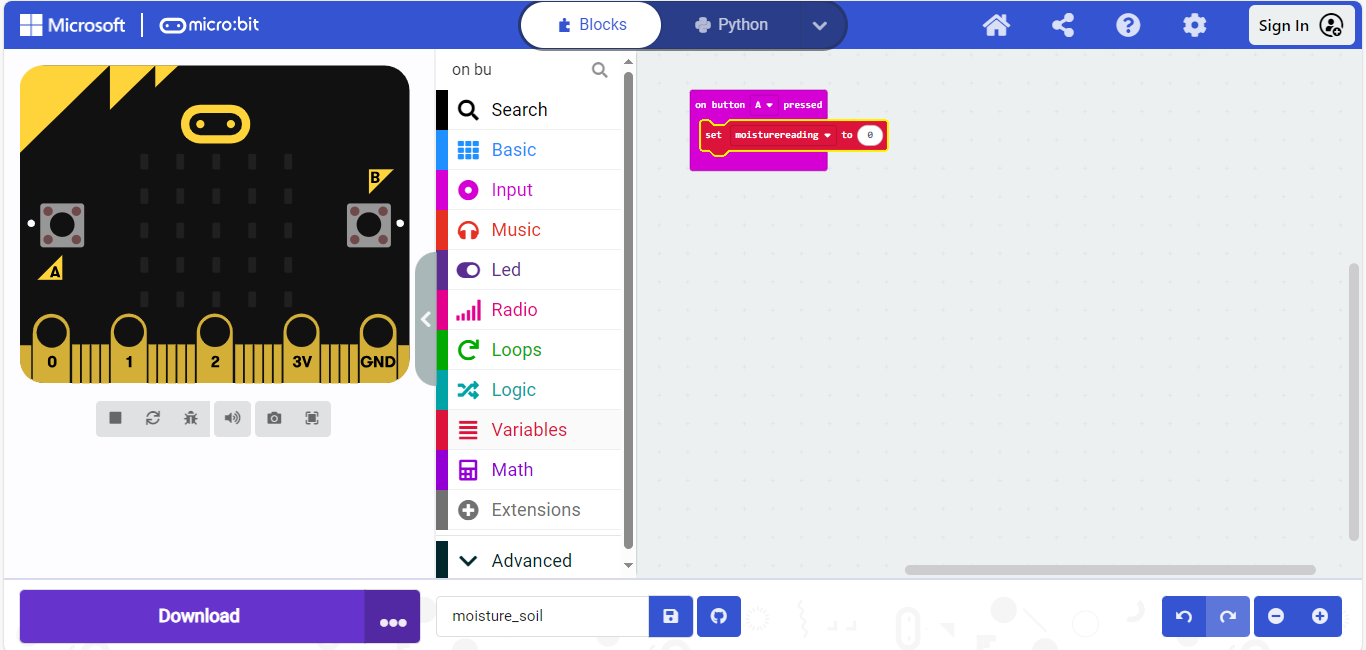 Microsoft micro:bit Blocks Python Sign In
on bu
Search
Basic
Input
Music
Led
Radio
Loops
Logic
Variables
Math
Extensions
Advanced
B
A
0 1 2 3V GND
on button A pressed
set moisturereading to 0
Download
moisture_soil